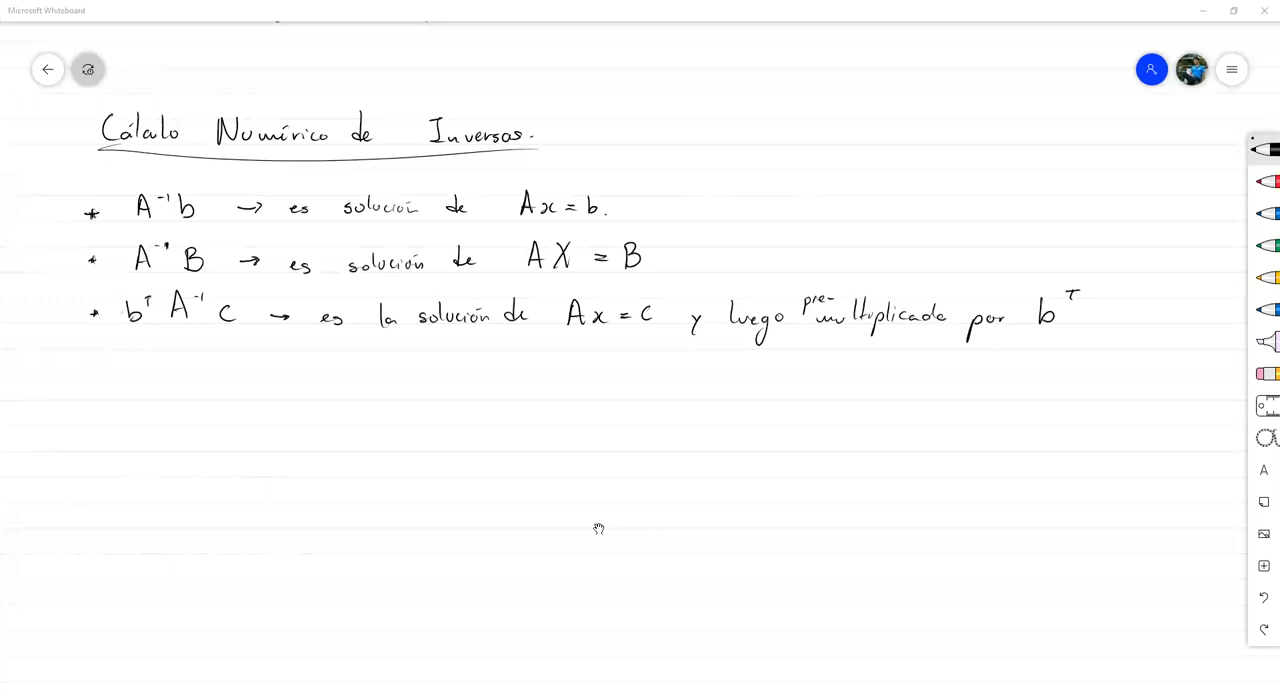 Microsoft Whiteboard
Cálculo Numérico de Inversas.
* A⁻¹b → es solución de Ax = b.
* A⁻¹B → es solución de AX = B
* bᵀA⁻¹c → es la solución de Ax = c y luego pre-multiplicada por bᵀ
A